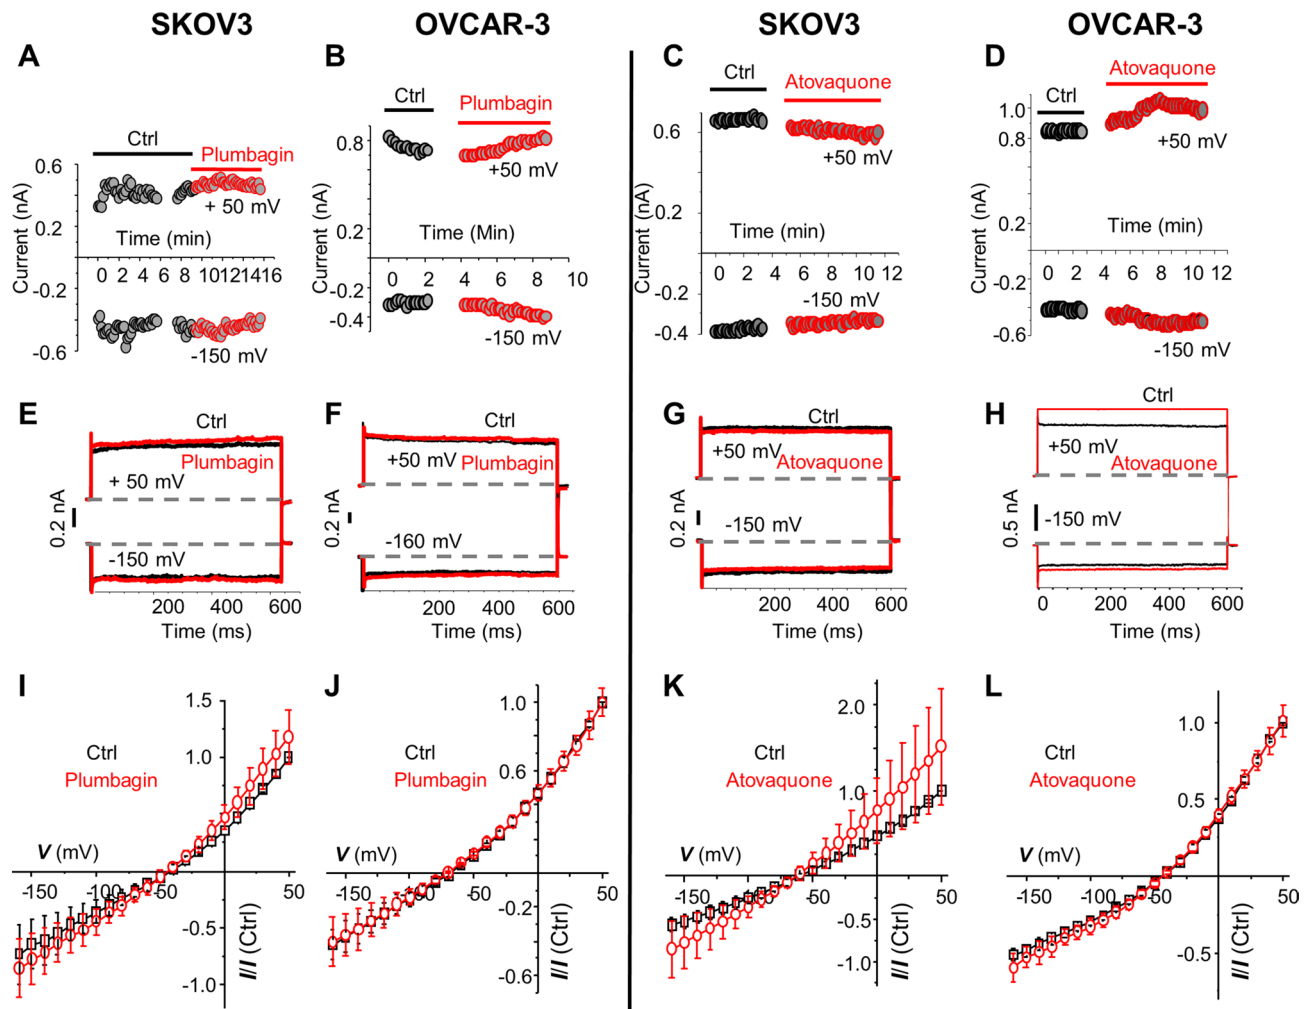 SKOV3
OVCAR-3
SKOV3
OVCAR-3
A
Ctrl
Plumbagin
0.6
0.2
-0.2
-0.6
Current (nA)
+ 50 mV
Time (min)
0 2 4 6 8 10 12 14 16
-150 mV
B
Ctrl
Plumbagin
0.8
0.2
-0.2
-0.4
Current (nA)
+50 mV
Time (Min)
0 2 4 6 8 10
-150 mV
C
Ctrl
Atovaquone
0.6
0.2
-0.2
-0.4
Current (nA)
+50 mV
Time (min)
0 2 4 6 8 10 12
-150 mV
D
Ctrl
Atovaquone
1.0
0.8
0.2
-0.2
-0.4
-0.6
Current (nA)
+50 mV
Time (min)
0 2 4 6 8 10 12
-150 mV
E
Ctrl
Plumbagin
+ 50 mV
0.2 nA
-150 mV
200 400 600
Time (ms)
F
Ctrl
+50 mV
Plumbagin
0.2 nA
-160 mV
200 400 600
Time (ms)
G
Ctrl
+50 mV
Atovaquone
0.2 nA
-150 mV
200 400 600
Time (ms)
H
Ctrl
+50 mV
Atovaquone
0.5 nA
-150 mV
0 200 400 600
Time (ms)
I
1.5
1.0
Ctrl
Plumbagin
V (mV)
-150 -100 -50 50
-0.5
-1.0
I/I (Ctrl)
J
1.0
0.6
Ctrl
Plumbagin
V (mV)
-150 -50 50
-0.2
-0.6
I/I (Ctrl)
K
2.0
1.0
Ctrl
Atovaquone
V (mV)
-150 -100 -50 50
-0.5
-1.0
I/I (Ctrl)
L
1.0
0.5
Ctrl
Atovaquone
V (mV)
-150 -100 -50 0 50
-0.5
I/I (Ctrl)